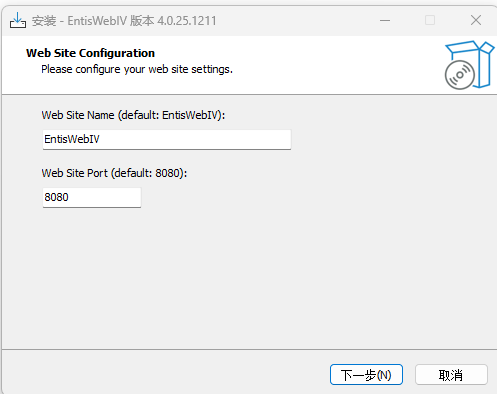 安装 - EntisWebIV 版本 4.0.25.1211
Web Site Configuration
Please configure your web site settings.
Web Site Name (default: EntisWebIV):
EntisWebIV
Web Site Port (default: 8080):
8080
下一步(N)
取消